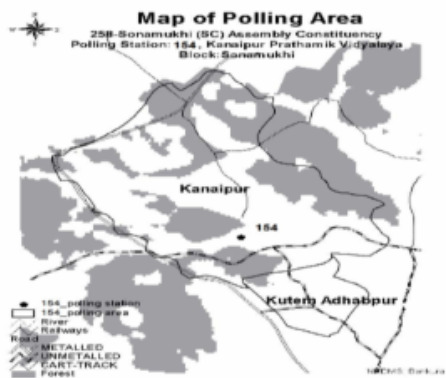 Map of Polling Area
258-Sonamukhi (SC) Assembly Constituency
Polling Station: 154, Kanaipur Prathamik Vidyalaya
Block:Sanamukhi
Kanaipur
154
Kutem Adhabpur
154_polling station
154_polling area
River
Railways
Road
METALLED
UNMETALLED
CART-TRACK
Forest
Bankura